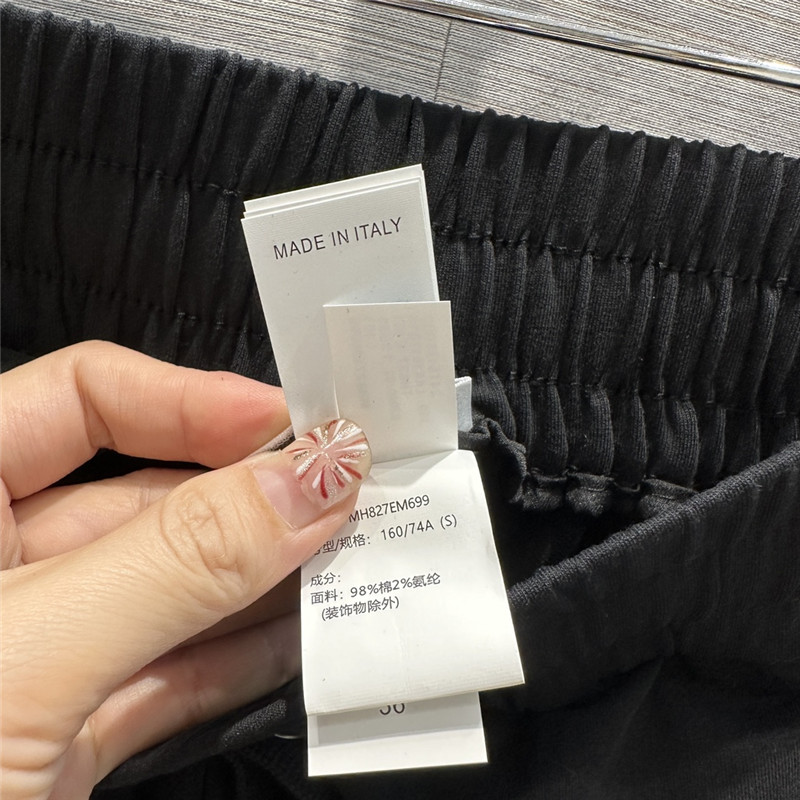 MADE IN ITALY
MH827EM699
型/规格：160/74A (S)
成分：
面料：98%棉2%氨纶
(装饰物除外)